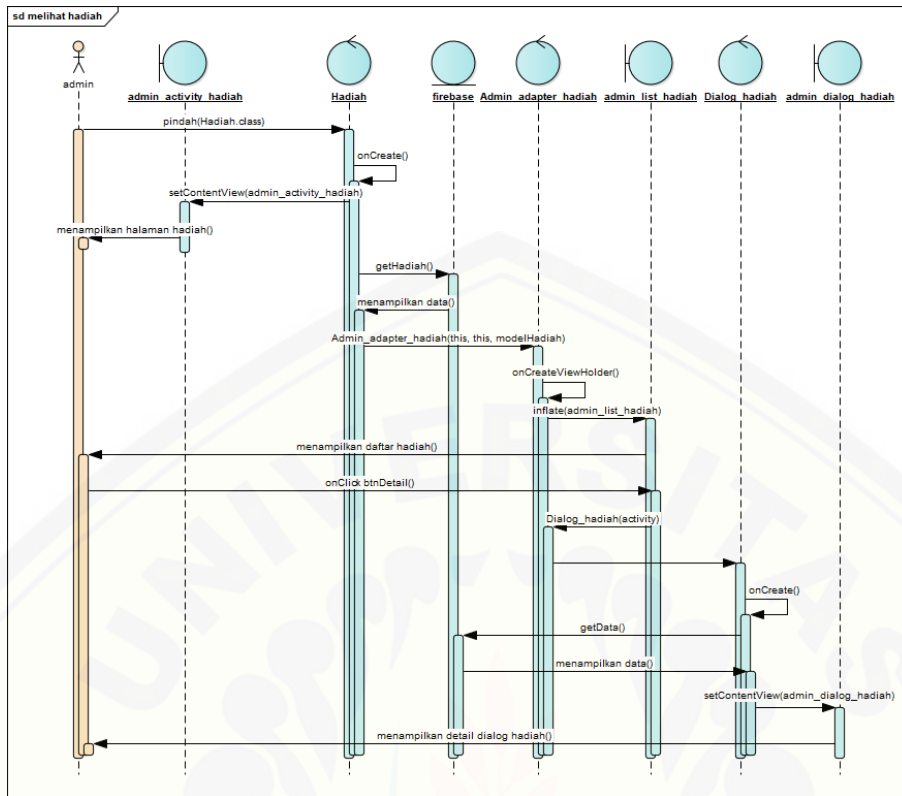 sd melihat hadiah
admin
admin_activity_hadiah
Hadiah
firebase
Admin_adapter_hadiah
admin_list_hadiah
Dialog_hadiah
admin_dialog_hadiah
pindah(Hadiah.class)
onCreate()
setContentView(admin_activity_hadiah)
menampilkan halaman hadiah()
getHadiah()
menampilkan data()
Admin_adapter_hadiah(this, this, modelHadiah)
onCreateViewHolder()
inflate(admin_list_hadiah)
menampilkan daftar hadiah()
onClick btnDetail()
Dialog_hadiah(activity)
onCreate()
getData()
menampilkan data()
setContentView(admin_dialog_hadiah)
menampilkan detail dialog hadiah()
UNIVERSITAS